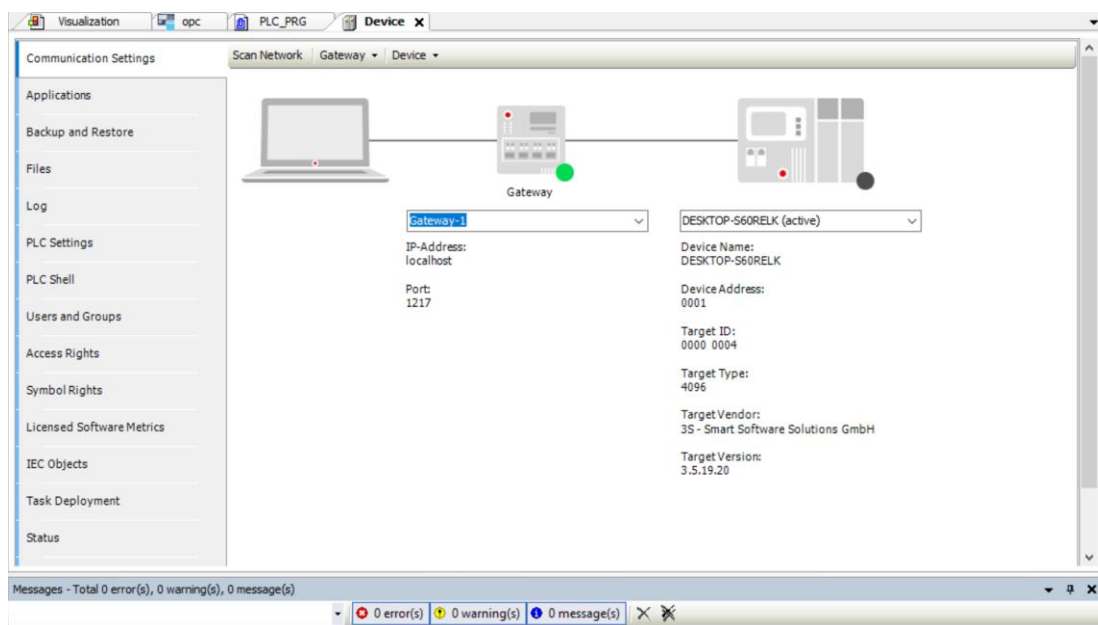 Visualization opc PLC_PRG Device
Communication Settings
Applications
Backup and Restore
Files
Log
PLC Settings
PLC Shell
Users and Groups
Access Rights
Symbol Rights
Licensed Software Metrics
IEC Objects
Task Deployment
Status
Scan Network Gateway Device
Gateway
Gateway-1
IP-Address:
localhost
Port:
1217
DESKTOP-S60RELK (active)
Device Name:
DESKTOP-S60RELK
Device Address:
0001
Target ID:
0000 0004
Target Type:
4096
Target Vendor:
3S - Smart Software Solutions GmbH
Target Version:
3.5.19.20
Messages - Total 0 error(s), 0 warning(s), 0 message(s)
0 error(s) 0 warning(s) 0 message(s)